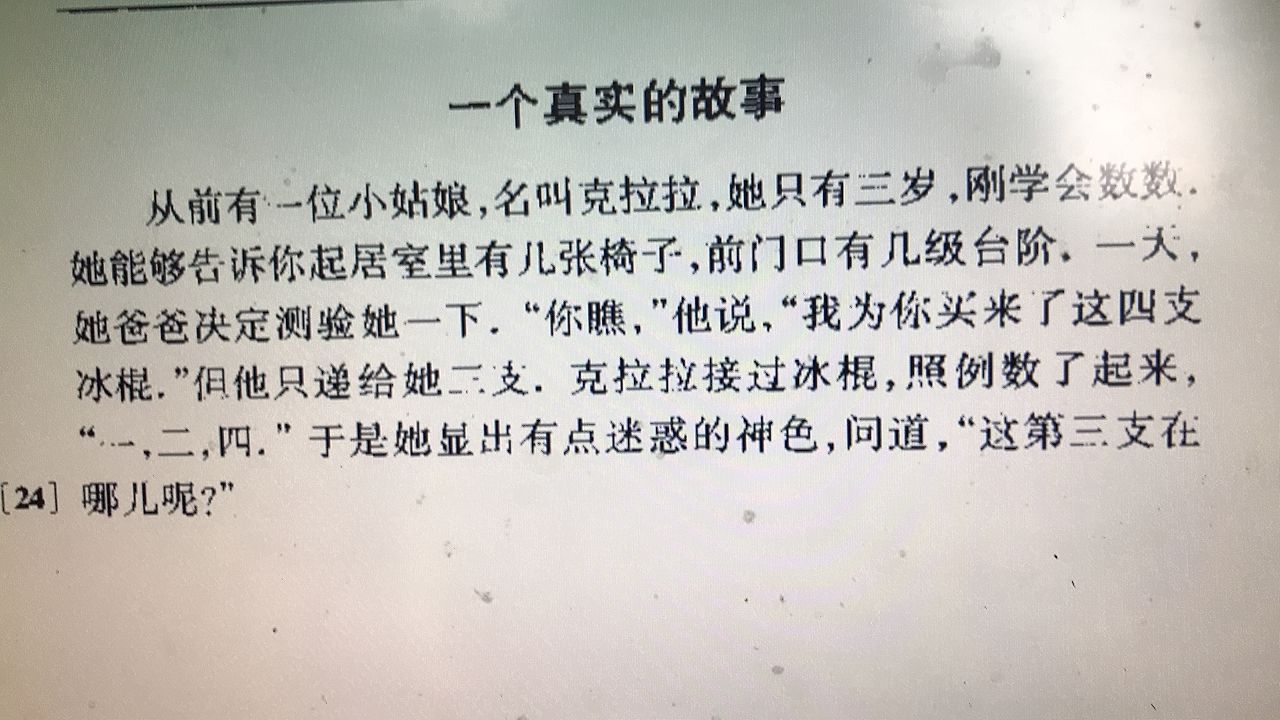 一个真实的故事
从前有一位小姑娘,名叫克拉拉,她只有三岁,刚学会数数.
她能够告诉你起居室里有几张椅子,前门口有几级台阶.一天,
她爸爸决定测验她一下.“你瞧,”他说,“我为你买来了这四支
冰棍.”但他只递给她三支.克拉拉接过冰棍,照例数了起来,
“一,二,四.”于是她显出有点迷惑的神色,问道,“这第三支在
[24] 哪儿呢?”